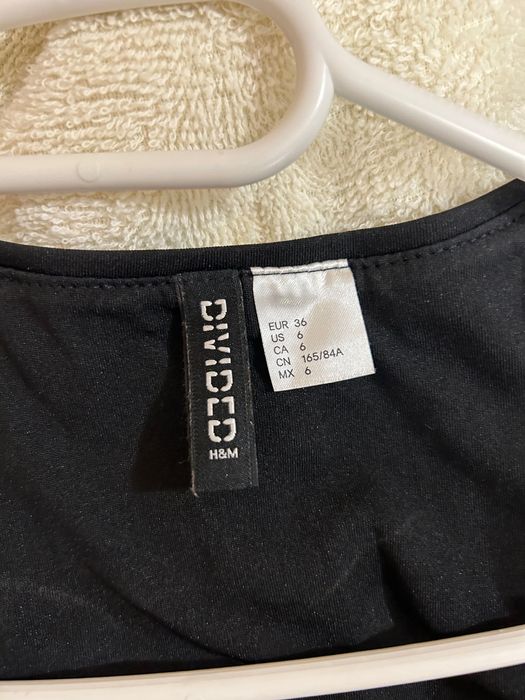 DIVIDED
H&M
EUR 36
US 6
CA 6
CN 165/84A
MX 6